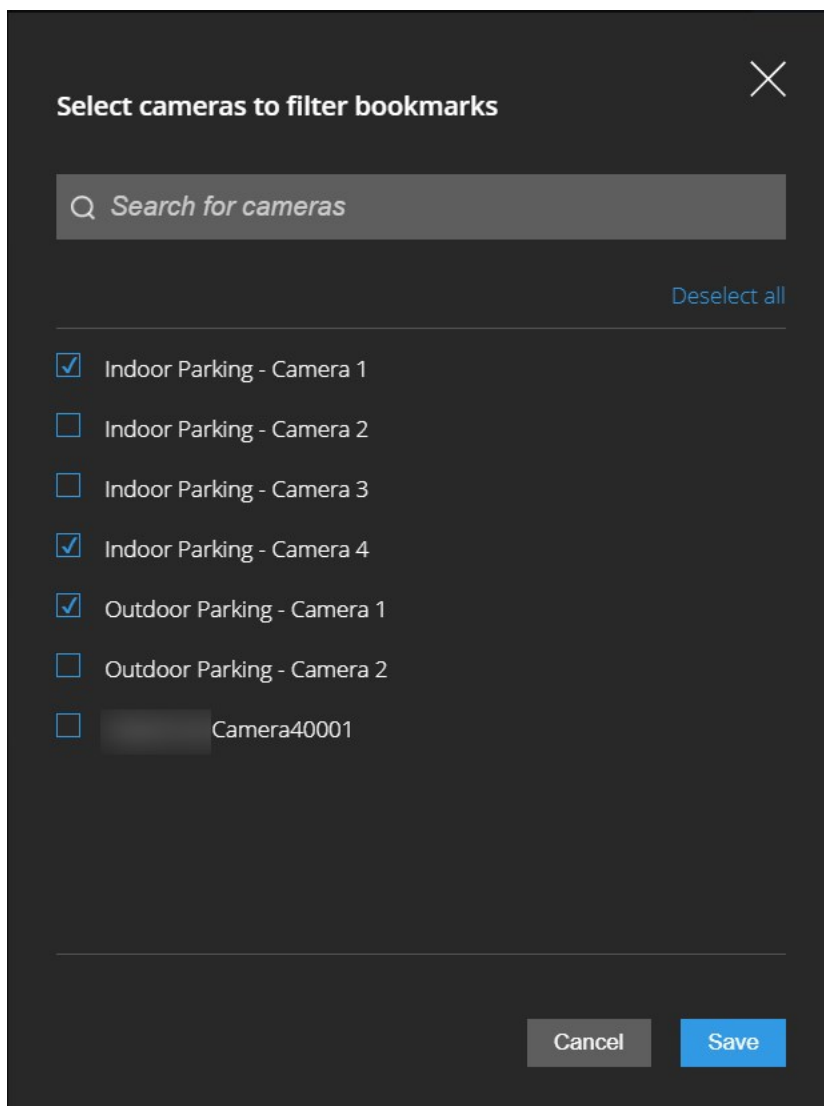 Select cameras to filter bookmarks
Search for cameras
Deselect all
Indoor Parking - Camera 1
Indoor Parking - Camera 2
Indoor Parking - Camera 3
Indoor Parking - Camera 4
Outdoor Parking - Camera 1
Outdoor Parking - Camera 2
Camera40001
Cancel
Save